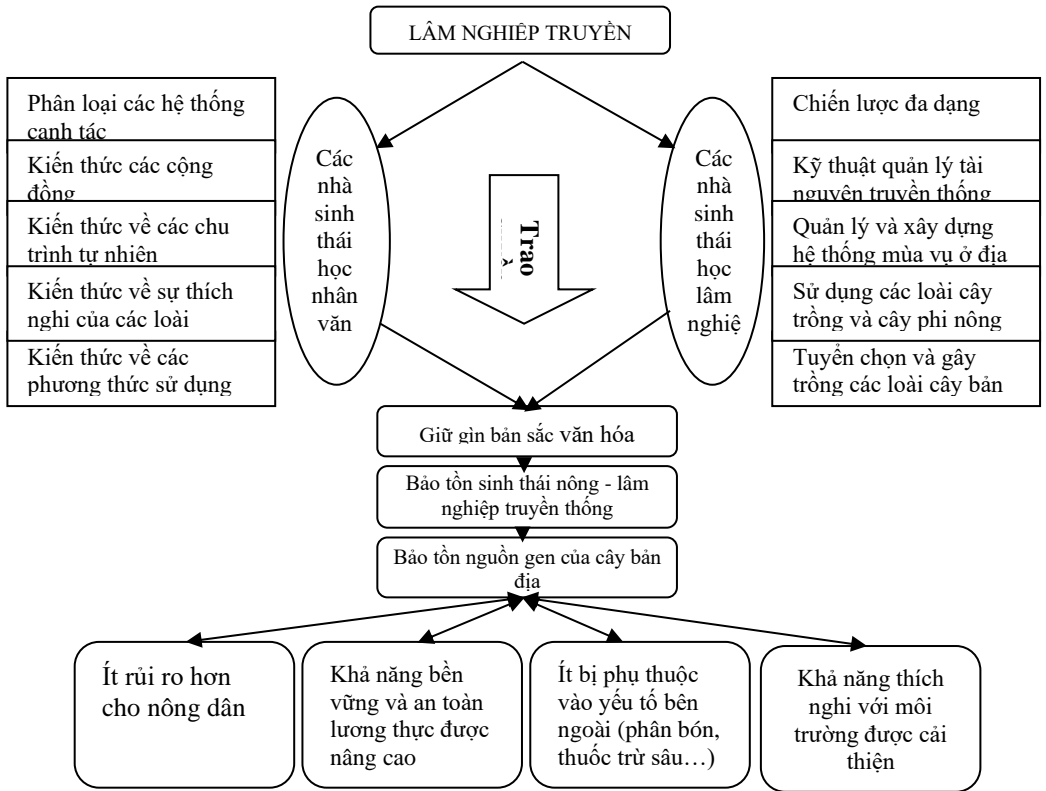 LÂM NGHIỆP TRUYỀN
Phân loại các hệ thống
canh tác
Kiến thức các cộng
đồng
Kiến thức về các chu
trình tự nhiên
Kiến thức về sự thích
nghi của các loài
Kiến thức về các
phương thức sử dụng
Các
nhà
sinh
thái
học
nhân
văn
Trao
Các
nhà
sinh
thái
học
lâm
nghiệ
Chiến lược đa dạng
Kỹ thuật quản lý tài
nguyên truyền thống
Quản lý và xây dựng
hệ thống mùa vụ ở địa
Sử dụng các loài cây
trồng và cây phi nông
Tuyển chọn và gây
trồng các loài cây bản
Giữ gìn bản sắc văn hóa
Bảo tồn sinh thái nông - lâm
nghiệp truyền thống
Bảo tồn nguồn gen của cây bản
địa
Ít rủi ro hơn
cho nông dân
Khả năng bền
vững và an toàn
lương thực được
nâng cao
Ít bị phụ thuộc
vào yếu tố bên
ngoài (phân bón,
thuốc trừ sâu…)
Khả năng thích
nghi với môi
trường được cải
thiện